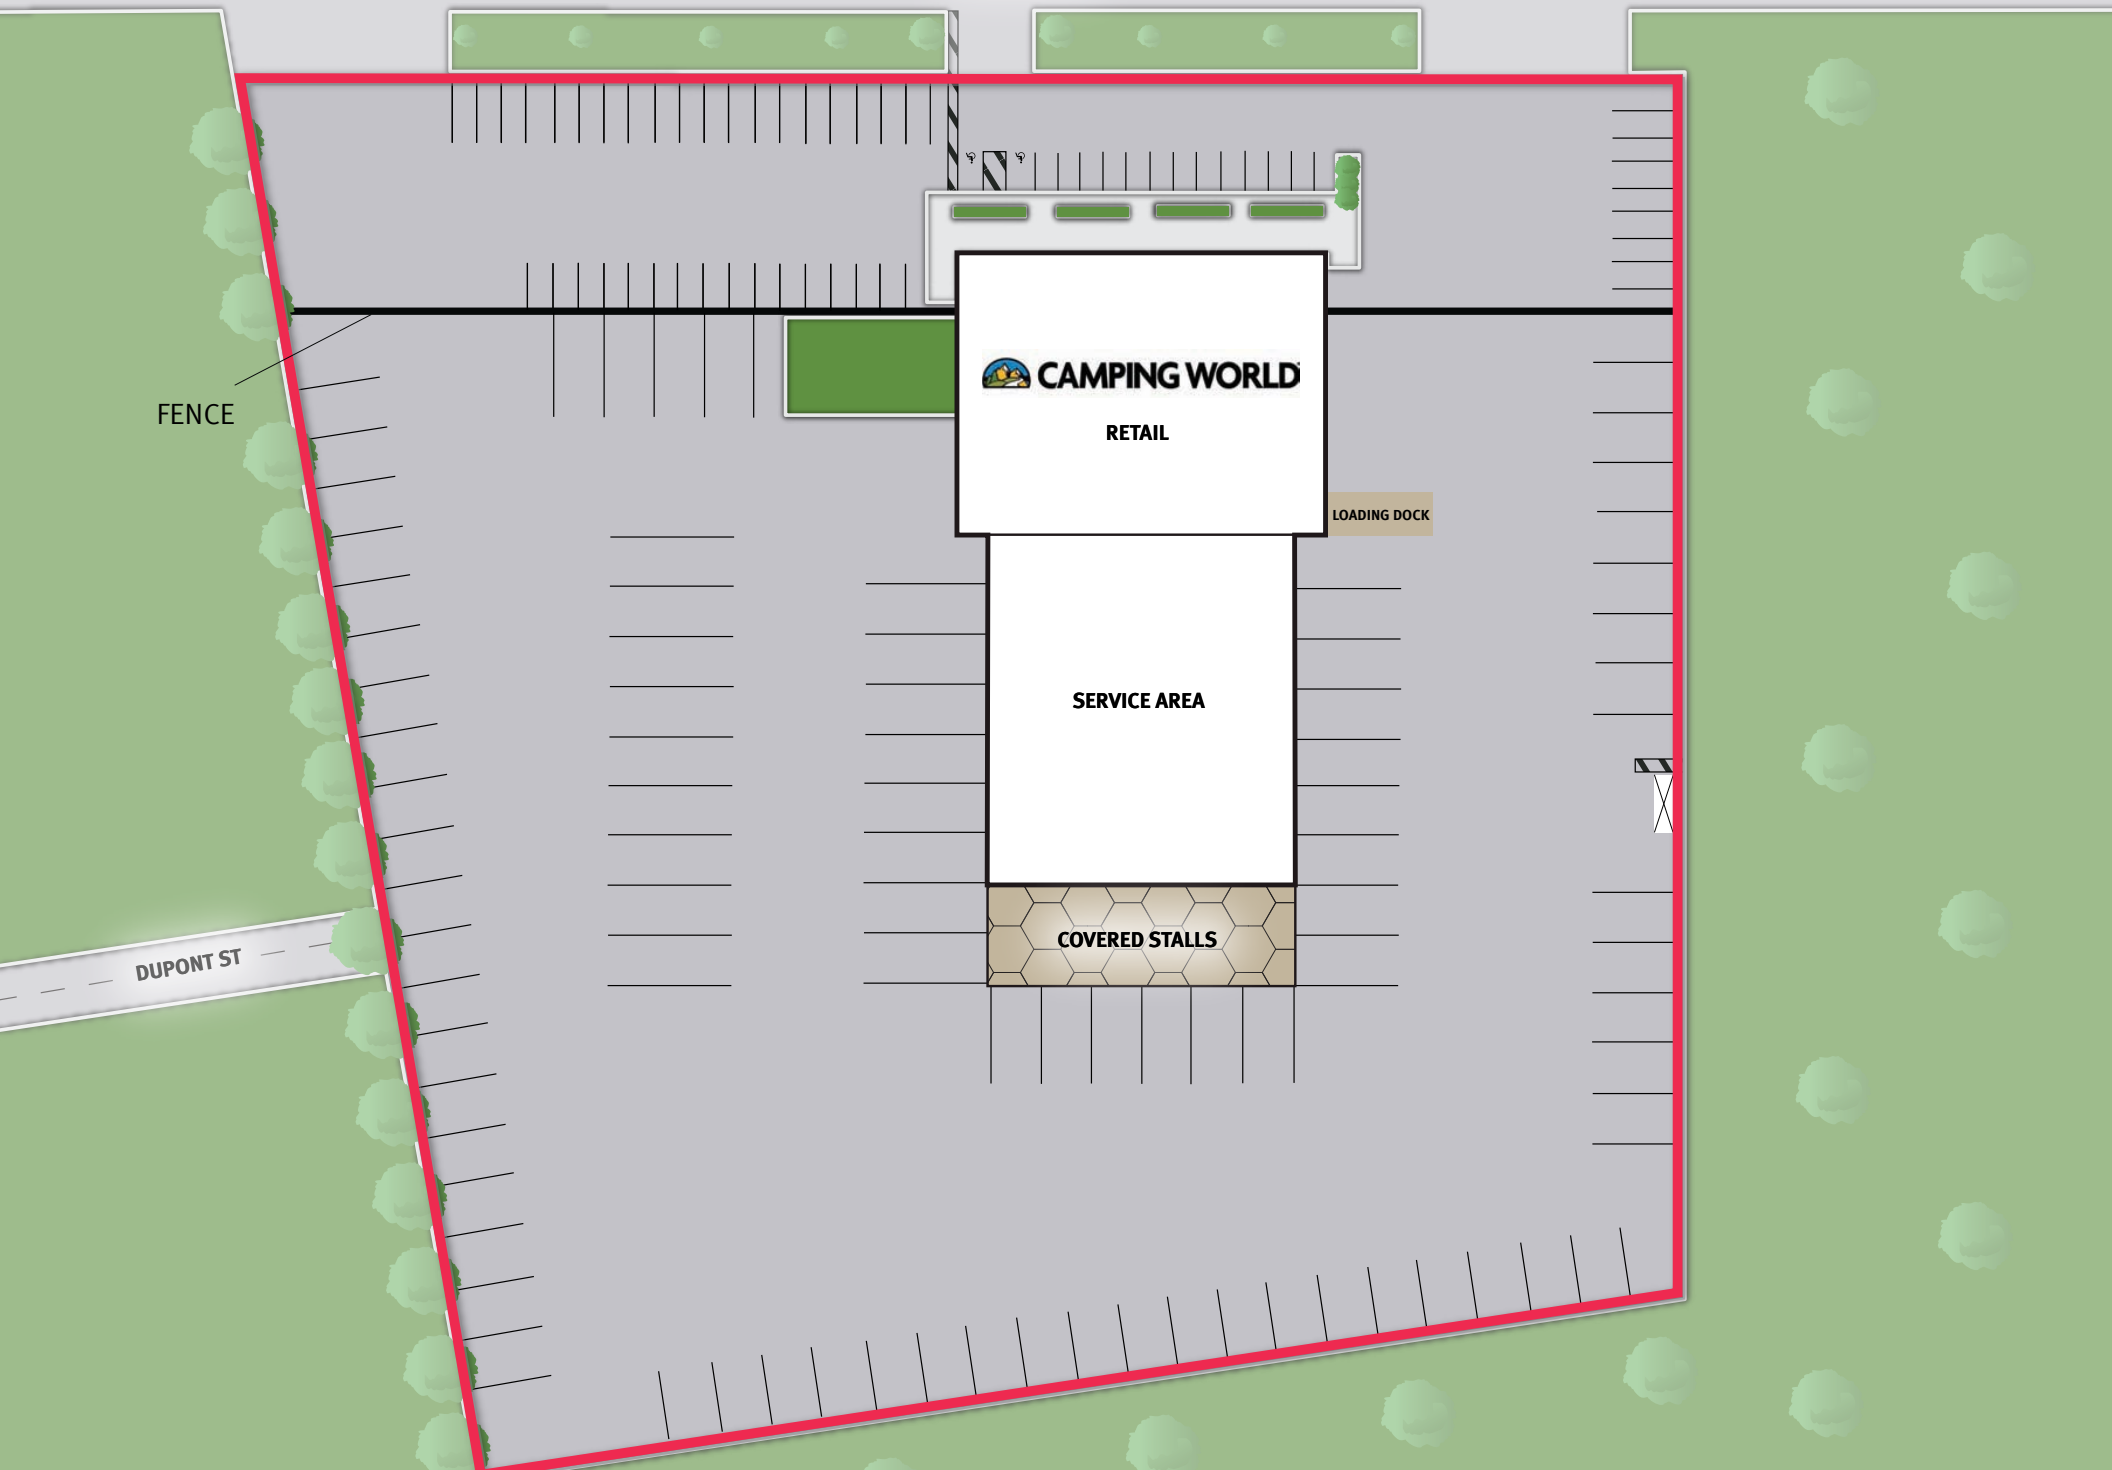 FENCE
CAMPING WORLD
RETAIL
LOADING DOCK
SERVICE AREA
COVERED STALLS
DUPONT ST